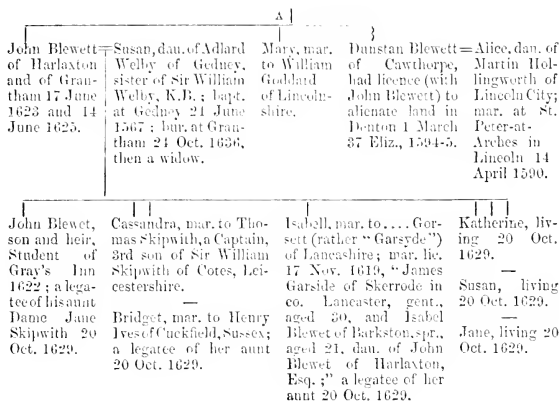 A
John Blewett
of Harlaxton
and of Gran-
tham 17 June
1623 and 14
June 1625.
=
Susan, dau. of Adlard
Welby of Gedney,
sister of Sir William
Welby, K.B.; bapt.
at Gedney 21 June
1567; bur. at Gran-
tham 24 Oct. 1636,
then a widow.
Mary, mar.
to William
Goddard
of Lincoln-
shire.
Dunstan Blewett
of Cawthorpe,
had licence (with
John Blewett) to
alienate land in
Denton 1 March
37 Eliz., 1594-5.
=
Alice, dau. of
Martin Hol-
lingworth of
Lincoln City;
mar. at St.
Peter-at-
Arches in
Lincoln 14
April 1590.
John Blewet,
son and heir,
Student of
Gray's Inn
1622; a lega-
tee of his aunt
Dame Jane
Skipwith 20
Oct. 1629.
Cassandra, mar. to Tho-
mas Skipwith, a Captain,
3rd son of Sir William
Skipwith of Cotes, Lei-
cestershire.
—
Bridget, mar. to Henry
Ives of Cuckfield, Sussex;
a legatee of her aunt
20 Oct. 1629.
Isabell, mar. to.... Gor-
sett (rather "Garsyde")
of Lancashire; mar. lic.
17 Nov. 1619, "James
Garside of Skerrode in
co. Lancaster, gent.,
aged 30, and Isabel
Blewet of Barkston, spr.,
aged 21, dau. of John
Blewet of Harlaxton,
Esq.;" a legatee of her
aunt 20 Oct. 1629.
Katherine, liv-
ing 20 Oct.
1629.
—
Susan, living
20 Oct. 1629.
—
Jane, living 20
Oct. 1629.